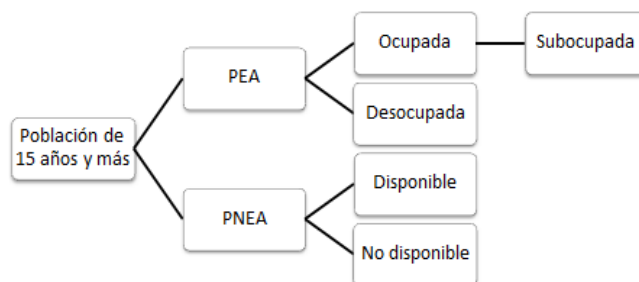 Población de
15 años y más
PEA
PNEA
Ocupada
Desocupada
Disponible
No disponible
Subocupada